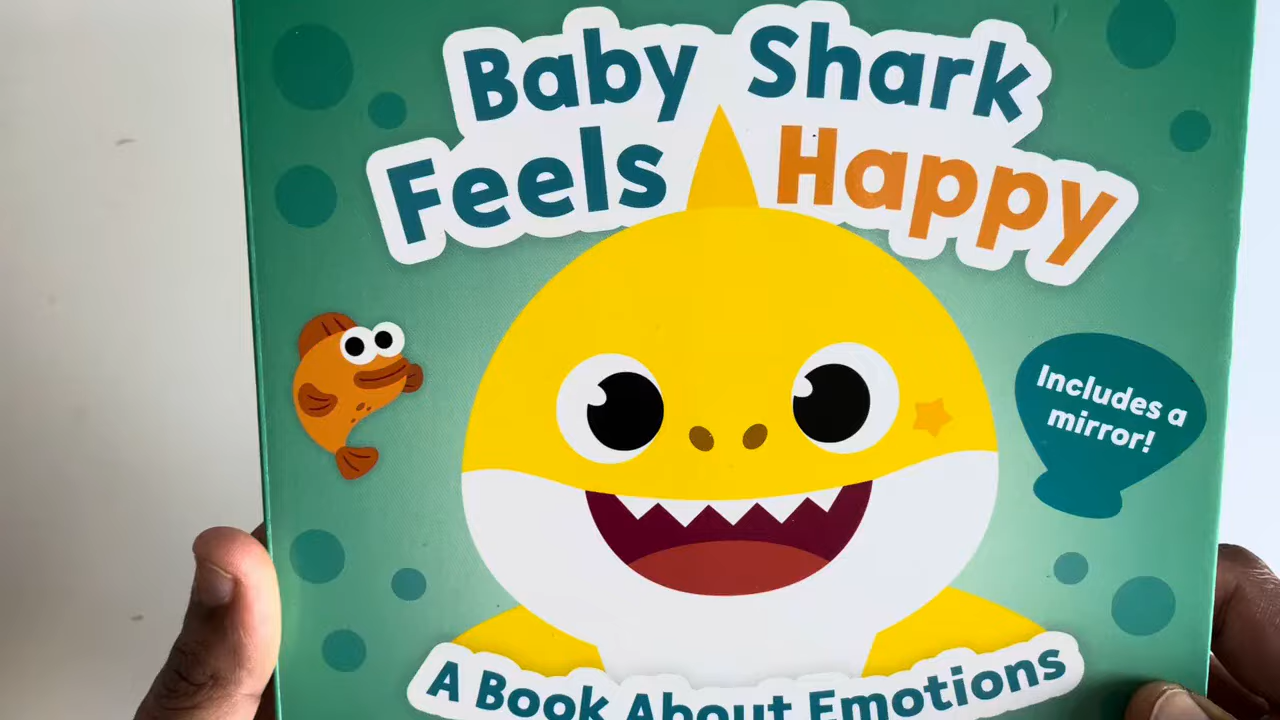 Baby Shark
Feels Happy
Includes a
mirror!
A Book About Emotions